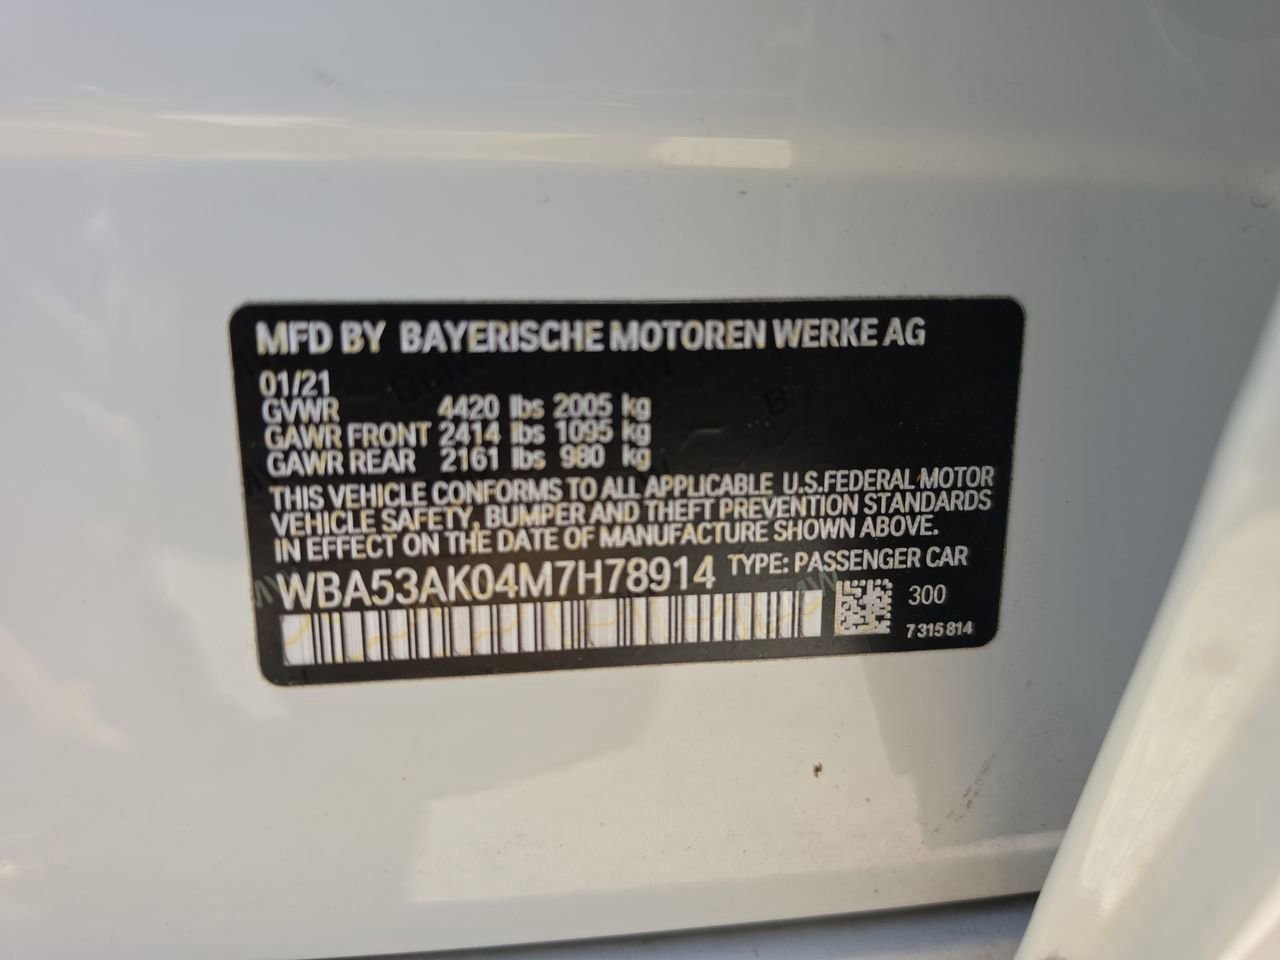 MFD BY BAYERISCHE MOTOREN WERKE AG
01/21
GVWR 4420 lbs 2005 kg
GAWR FRONT 2414 lbs 1095 kg
GAWR REAR 2161 lbs 980 kg
THIS VEHICLE CONFORMS TO ALL APPLICABLE U.S.FEDERAL MOTOR
VEHICLE SAFETY, BUMPER AND THEFT PREVENTION STANDARDS
IN EFFECT ON THE DATE OF MANUFACTURE SHOWN ABOVE.
WBA53AK04M7H78914 TYPE: PASSENGER CAR
300
7 315 814